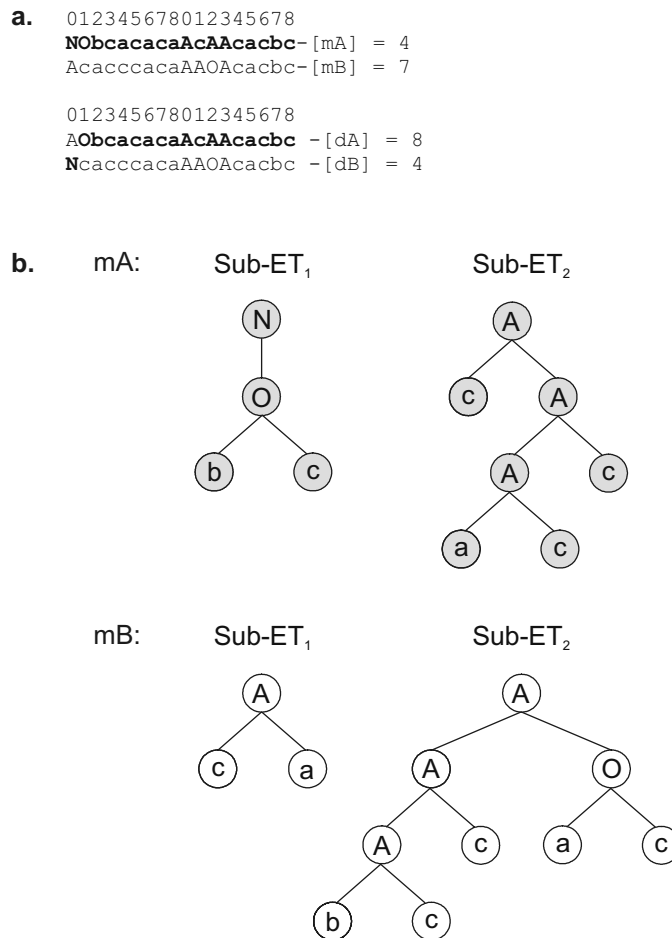 a.
012345678012345678
NObcacacaAcAAcacbc-[mA] = 4
AcacccacaAAOAcacbc-[mB] = 7
012345678012345678
AObcacacaAcAAcacbc -[dA] = 8
NcacccacaAAOAcacbc -[dB] = 4
b. mA: Sub-ET₁ Sub-ET₂
N A
O c A
b c A c
a c
mB: Sub-ET₁ Sub-ET₂
A A
c a A O
A c a c
b c